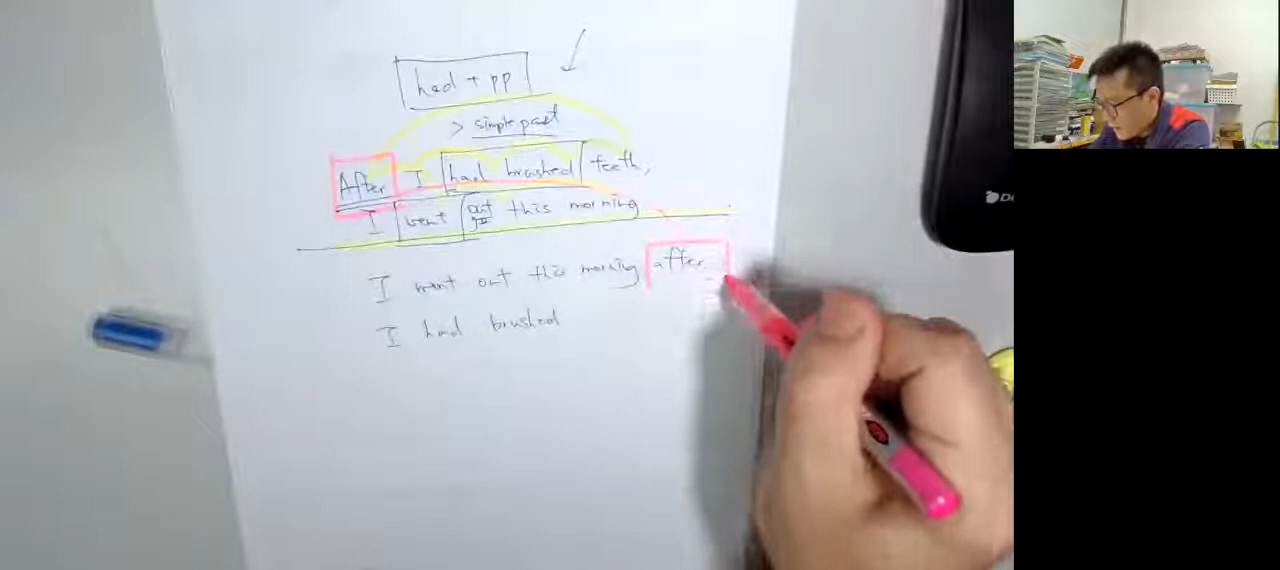 had + pp
> simple past
After I had brushed teeth,
I went out this morning
I went out this morning after
I had brushed